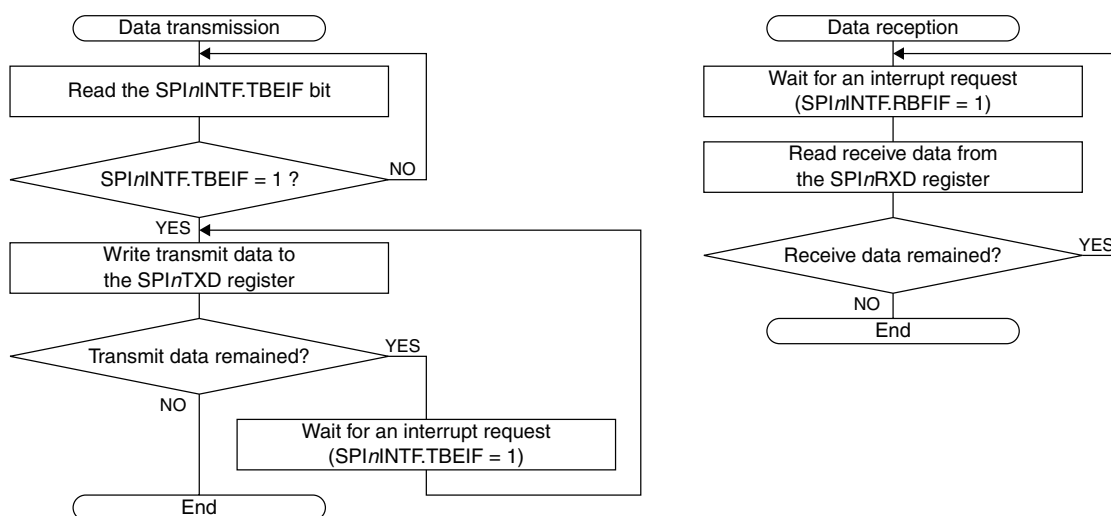 Data transmission
Read the SPInINTF.TBEIF bit
SPInINTF.TBEIF = 1 ?
NO
YES
Write transmit data to
the SPInTXD register
Transmit data remained?
YES
NO
Wait for an interrupt request
(SPInINTF.TBEIF = 1)
End
Data reception
Wait for an interrupt request
(SPInINTF.RBFIF = 1)
Read receive data from
the SPInRXD register
Receive data remained?
YES
NO
End